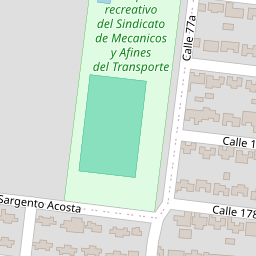 recreativo
del Sindicato
de Mecanicos
y Afines
del Transporte
Calle 77a
Calle 1
Sargento Acosta
Calle 178